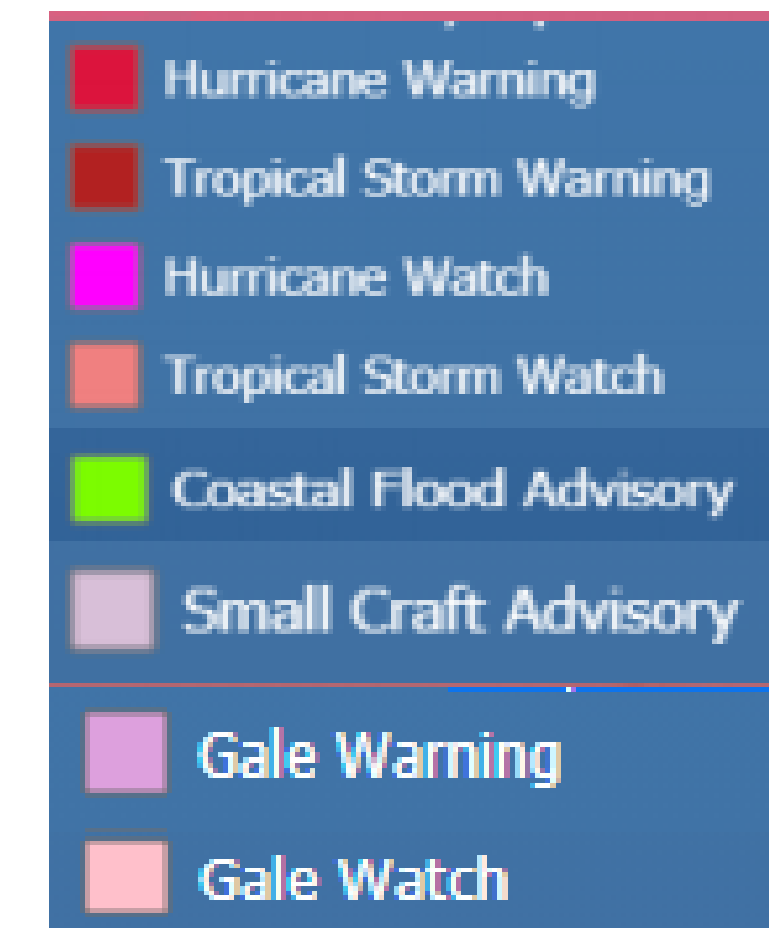 Hurricane Warning
Tropical Storm Warning
Hurricane Watch
Tropical Storm Watch
Coastal Flood Advisory
Small Craft Advisory
Gale Warning
Gale Watch